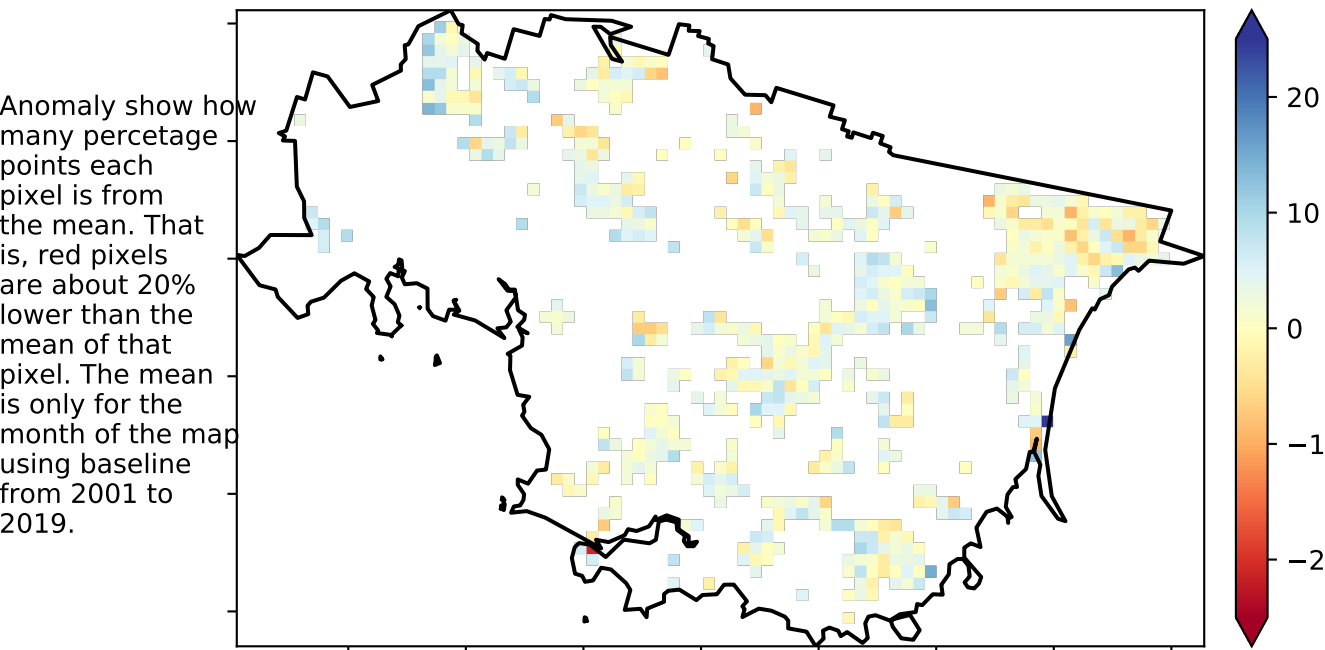 Anomaly show how
many percetage
points each
pixel is from
the mean. That
is, red pixels
are about 20%
lower than the
mean of that
pixel. The mean
is only for the
month of the map
using baseline
from 2001 to
2019.
20
10
0
−1
−2